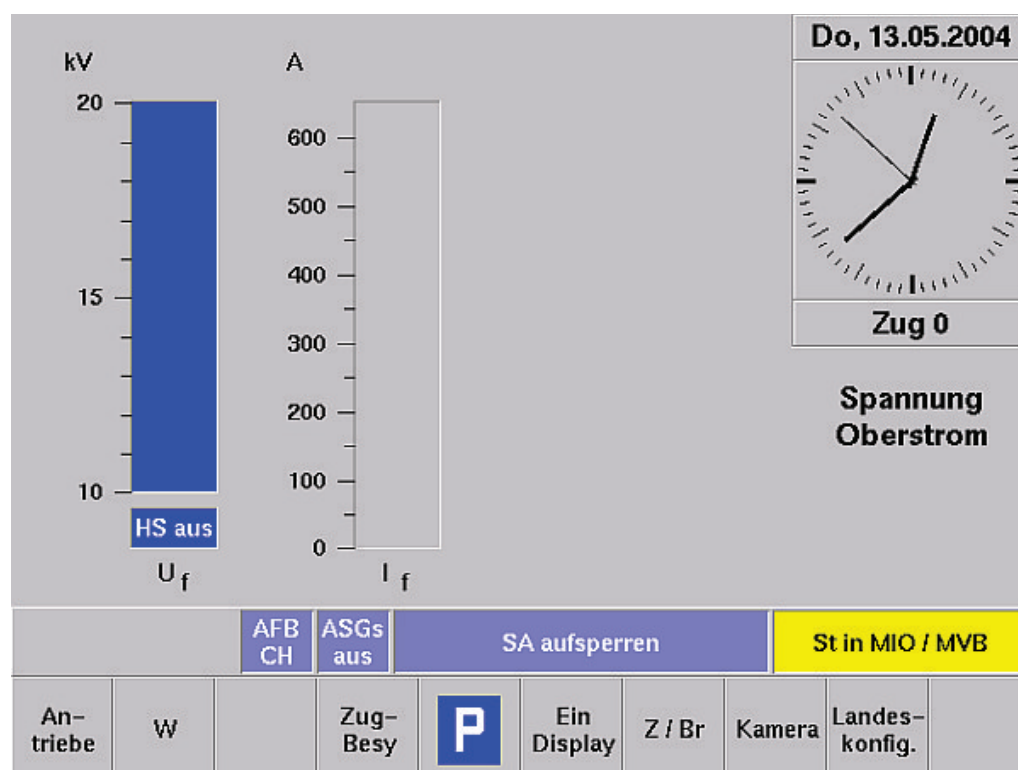 Do, 13.05.2004
kV
A
20
15
10
600
500
400
300
200
100
0
HS aus
U f
I f
Zug 0
Spannung
Oberstrom
AFB
CH
ASGs
aus
SA aufsperren
St in MIO / MVB
An-
triebe
W
Zug-
Besy
P
Ein
Display
Z / Br
Kamera
Landes-
konfig.